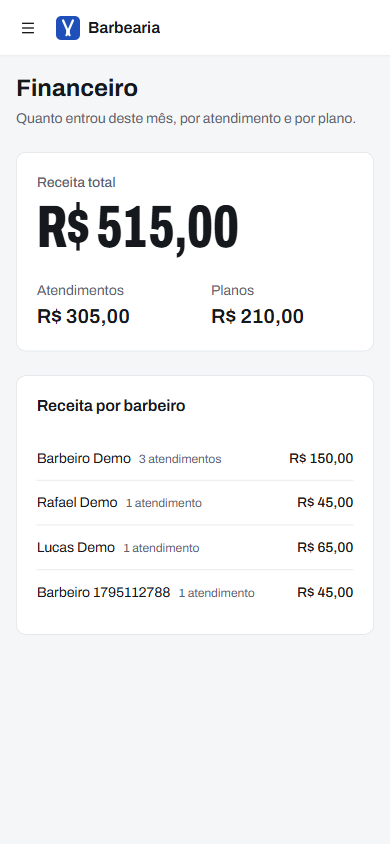 Barbearia
Financeiro
Quanto entrou deste mês, por atendimento e por plano.
Receita total
R$ 515,00
Atendimentos Planos
R$ 305,00 R$ 210,00
Receita por barbeiro
Barbeiro Demo 3 atendimentos R$ 150,00
Rafael Demo 1 atendimento R$ 45,00
Lucas Demo 1 atendimento R$ 65,00
Barbeiro 1795112788 1 atendimento R$ 45,00